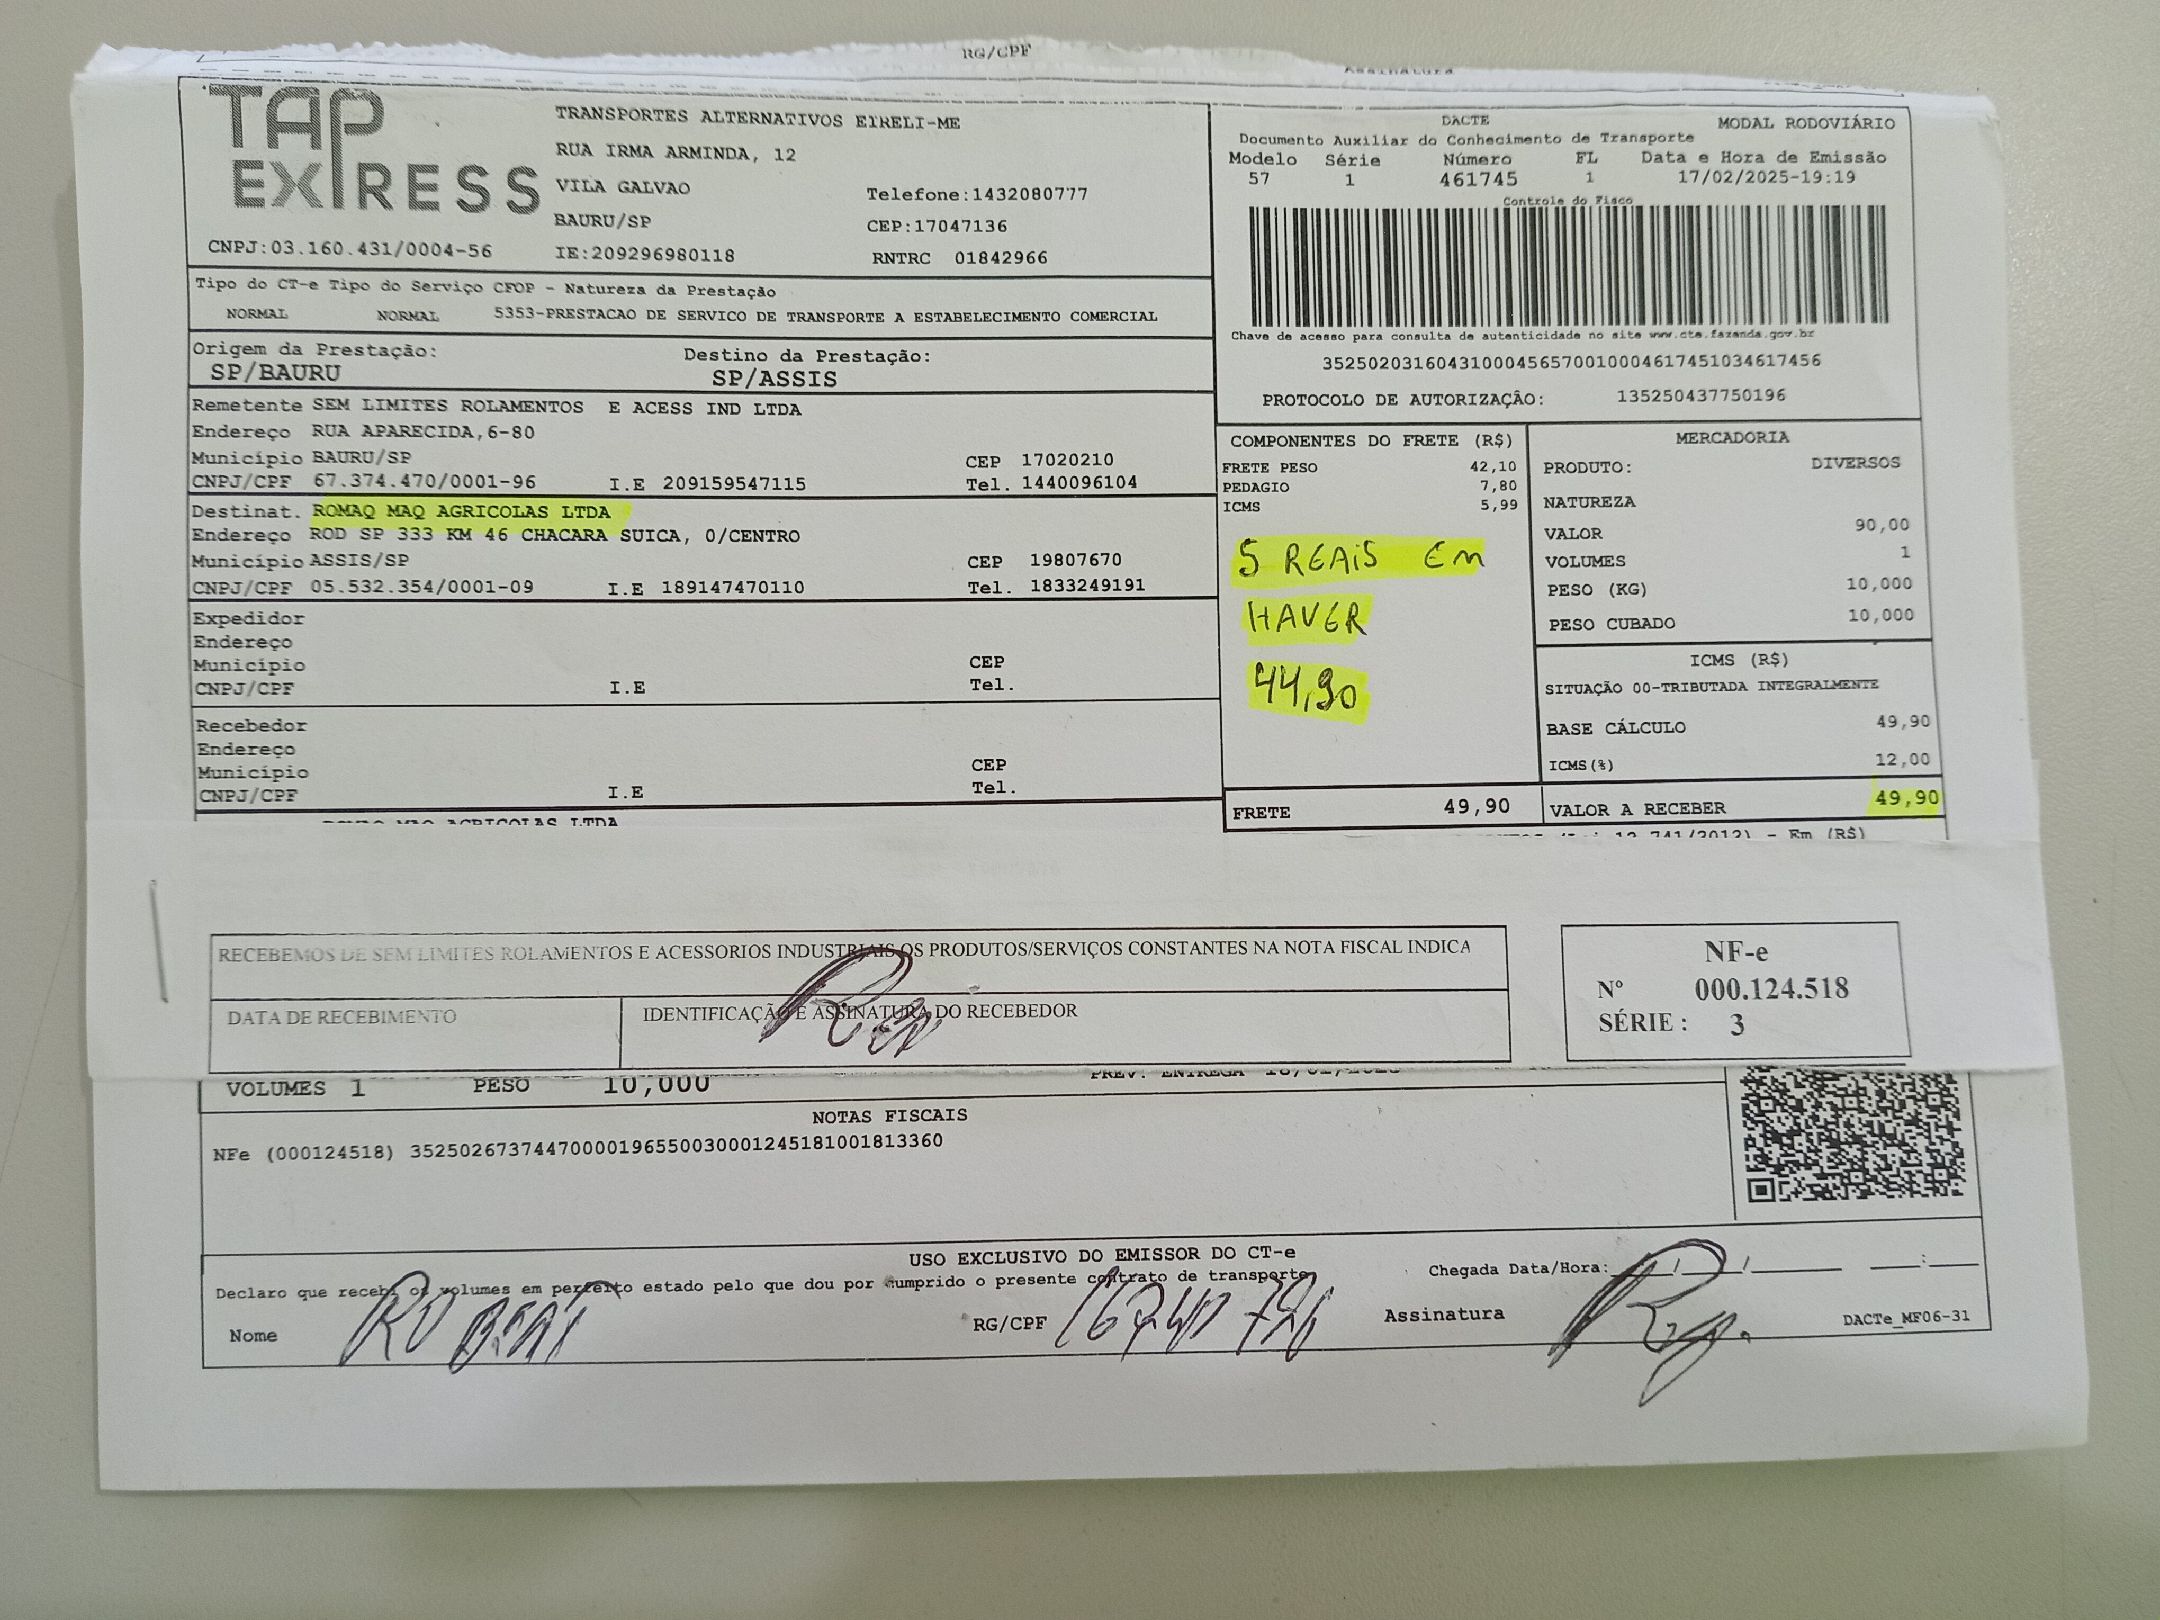 RG/CPF
Assinatura
TAP EXPRESS
TRANSPORTES ALTERNATIVOS EIRELI-ME
RUA IRMA ARMINDA, 12
VILA GALVAO Telefone:1432080777
BAURU/SP CEP:17047136
CNPJ:03.160.431/0004-56 IE:209296980118 RNTRC 01842966
DACTE MODAL RODOVIÁRIO
Documento Auxiliar do Conhecimento de Transporte
Modelo Série Número FL Data e Hora de Emissão
57 1 461745 1 17/02/2025-19:19
Controle do Fisco
Chave de acesso para consulta de autenticidade no site www.cte.fazenda.gov.br
35250203160431000456570010004617451034617456
PROTOCOLO DE AUTORIZAÇÃO: 135250437750196
Tipo do CT-e Tipo do Serviço CFOP - Natureza da Prestação
NORMAL NORMAL 5353-PRESTACAO DE SERVICO DE TRANSPORTE A ESTABELECIMENTO COMERCIAL
Origem da Prestação: Destino da Prestação:
SP/BAURU SP/ASSIS
Remetente SEM LIMITES ROLAMENTOS E ACESS IND LTDA
Endereço RUA APARECIDA,6-80
Município BAURU/SP CEP 17020210
CNPJ/CPF 67.374.470/0001-96 I.E 209159547115 Tel. 1440096104
Destinat. ROMAQ MAQ AGRICOLAS LTDA
Endereço ROD SP 333 KM 46 CHACARA SUICA, 0/CENTRO
Município ASSIS/SP CEP 19807670
CNPJ/CPF 05.532.354/0001-09 I.E 189147470110 Tel. 1833249191
Expedidor
Endereço
Município CEP
CNPJ/CPF I.E Tel.
Recebedor
Endereço
Município CEP
CNPJ/CPF I.E Tel.
COMPONENTES DO FRETE (R$)
FRETE PESO 42,10
PEDAGIO 7,80
ICMS 5,99
5 REAIS EM
HAVER
44,90
FRETE 49,90
MERCADORIA
PRODUTO: DIVERSOS
NATUREZA
VALOR 90,00
VOLUMES 1
PESO (KG) 10,000
PESO CUBADO 10,000
ICMS (R$)
SITUAÇÃO 00-TRIBUTADA INTEGRALMENTE
BASE CÁLCULO 49,90
ICMS(%) 12,00
VALOR A RECEBER 49,90
ROMAQ MAQ AGRICOLAS LTDA
(Lei 12.741/2012) - Em (R$)
RECEBEMOS DE SEM LIMITES ROLAMENTOS E ACESSORIOS INDUSTRIAIS OS PRODUTOS/SERVIÇOS CONSTANTES NA NOTA FISCAL INDICA
DATA DE RECEBIMENTO
IDENTIFICAÇÃO E ASSINATURA DO RECEBEDOR
NF-e
Nº 000.124.518
SÉRIE : 3
VOLUMES 1 PESO 10,000 PREV. ENTREGA 18/02/2025
NOTAS FISCAIS
NFe (000124518) 35250267374470000196550030001245181001813360
USO EXCLUSIVO DO EMISSOR DO CT-e
Declaro que recebi os volumes em perfeito estado pelo que dou por cumprido o presente contrato de transporte
Chegada Data/Hora: / / :
Nome
RG/CPF
Assinatura
DACTe_MF06-31